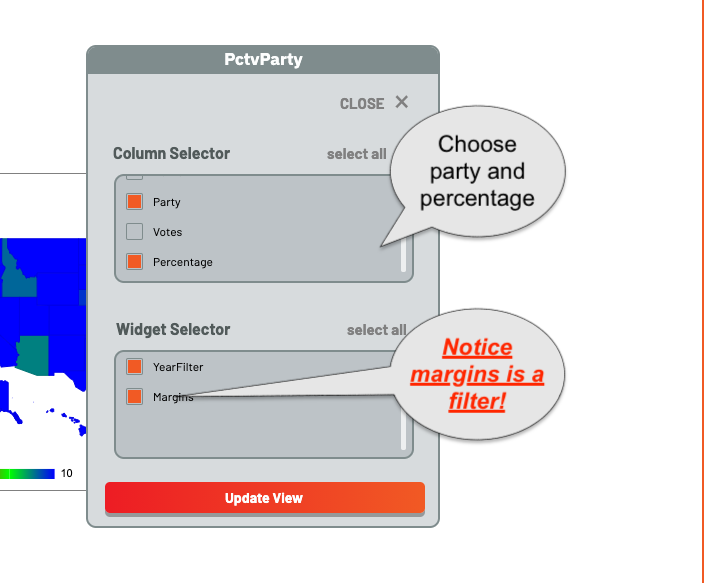 PctvParty
CLOSE ✕
Column Selector
select all
Party
Votes
Percentage
Choose
party and
percentage
Widget Selector
select all
YearFilter
Margins
Notice
margins is a
filter!
10
Update View